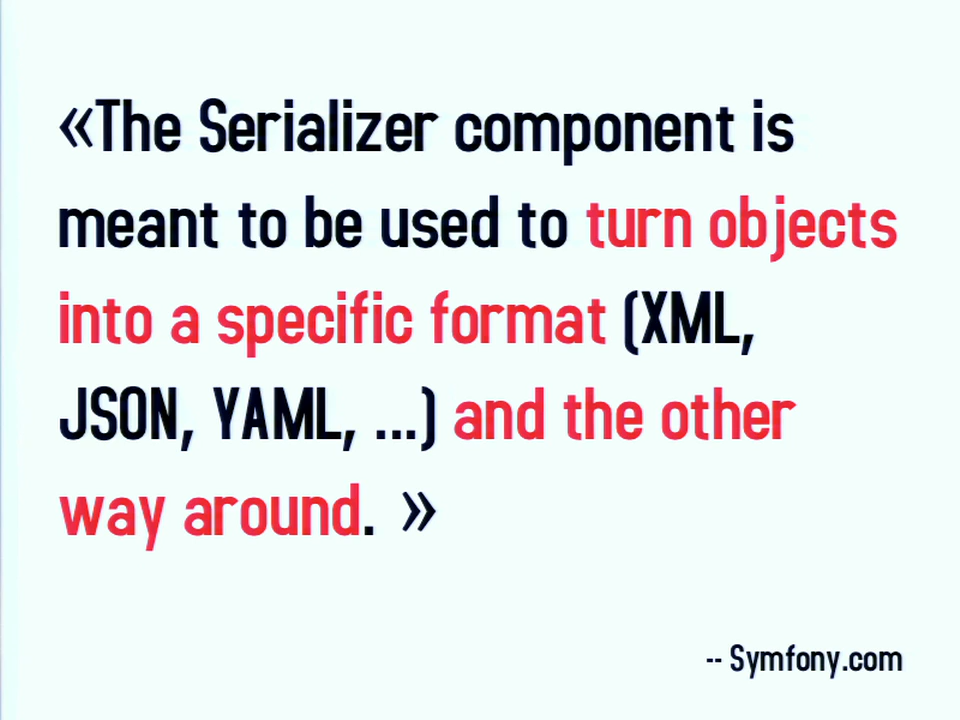 «The Serializer component is
meant to be used to turn objects
into a specific format (XML,
JSON, YAML, ...) and the other
way around. »
-- Symfony.com